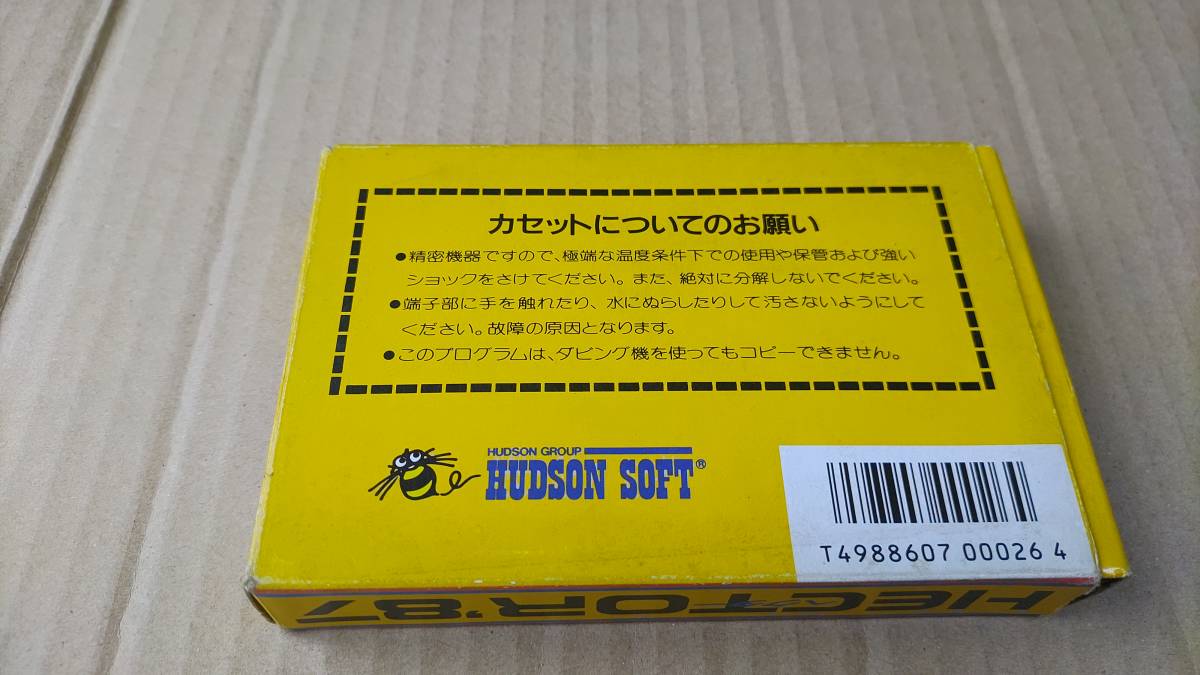 カセットについてのお願い
●精密機器ですので、極端な温度条件下での使用や保管および強い
ショックをさけてください。また、絶対に分解しないでください。
●端子部に手を触れたり、水にぬらしたりして汚さないようにして
ください。故障の原因となります。
●このプログラムは、ダビング機を使ってもコピーできません。
HUDSON GROUP
HUDSON SOFT®
T4988607 00026 4
HECTOR'87
ヘクター